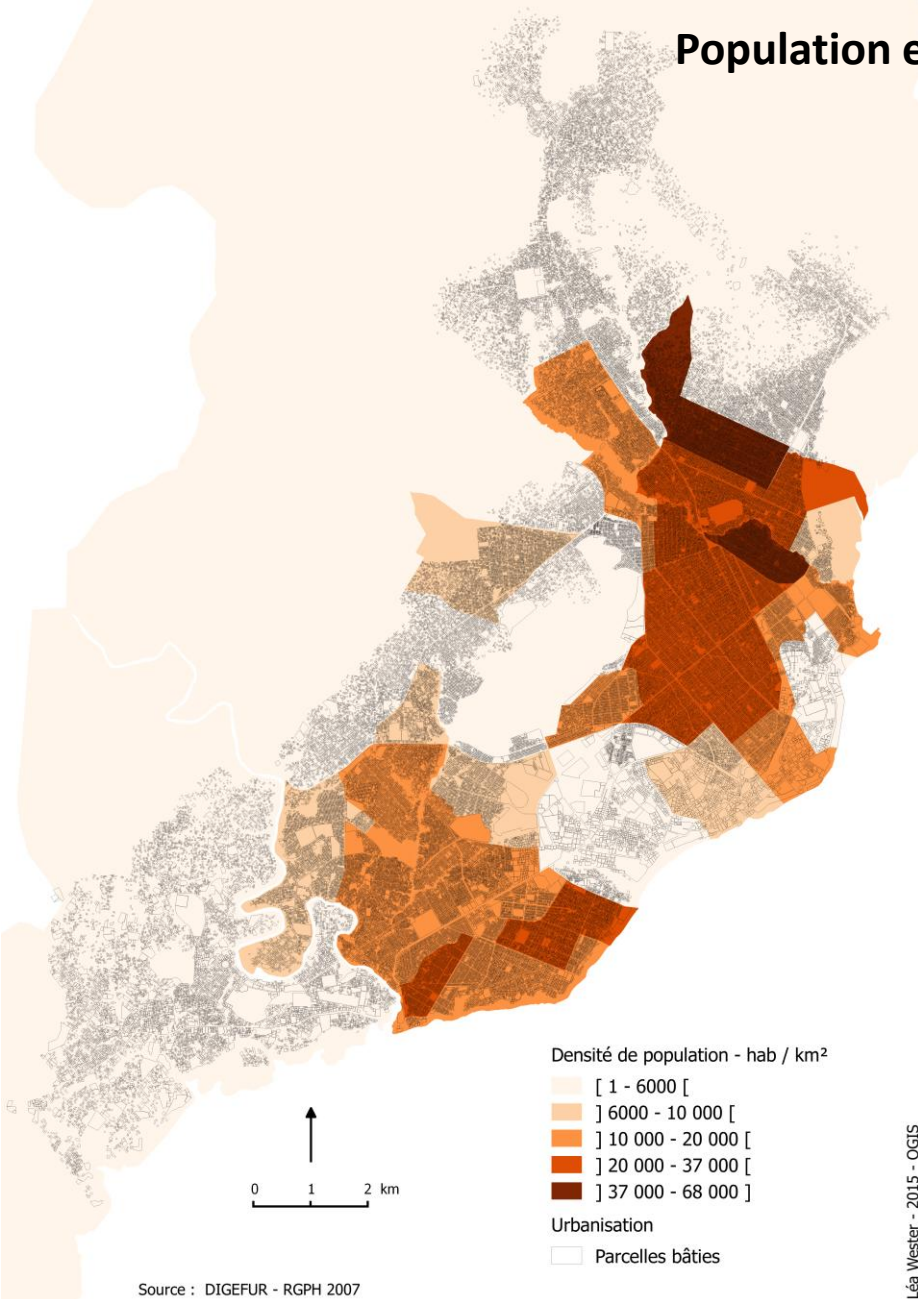 Population e
Densité de population - hab / km²
[ 1 - 6000 [
] 6000 - 10 000 [
] 10 000 - 20 000 [
] 20 000 - 37 000 [
] 37 000 - 68 000 ]
Urbanisation
Parcelles bâties
0 1 2 km
Source : DIGEFUR - RGPH 2007
Léa Wester - 2015 - QGIS